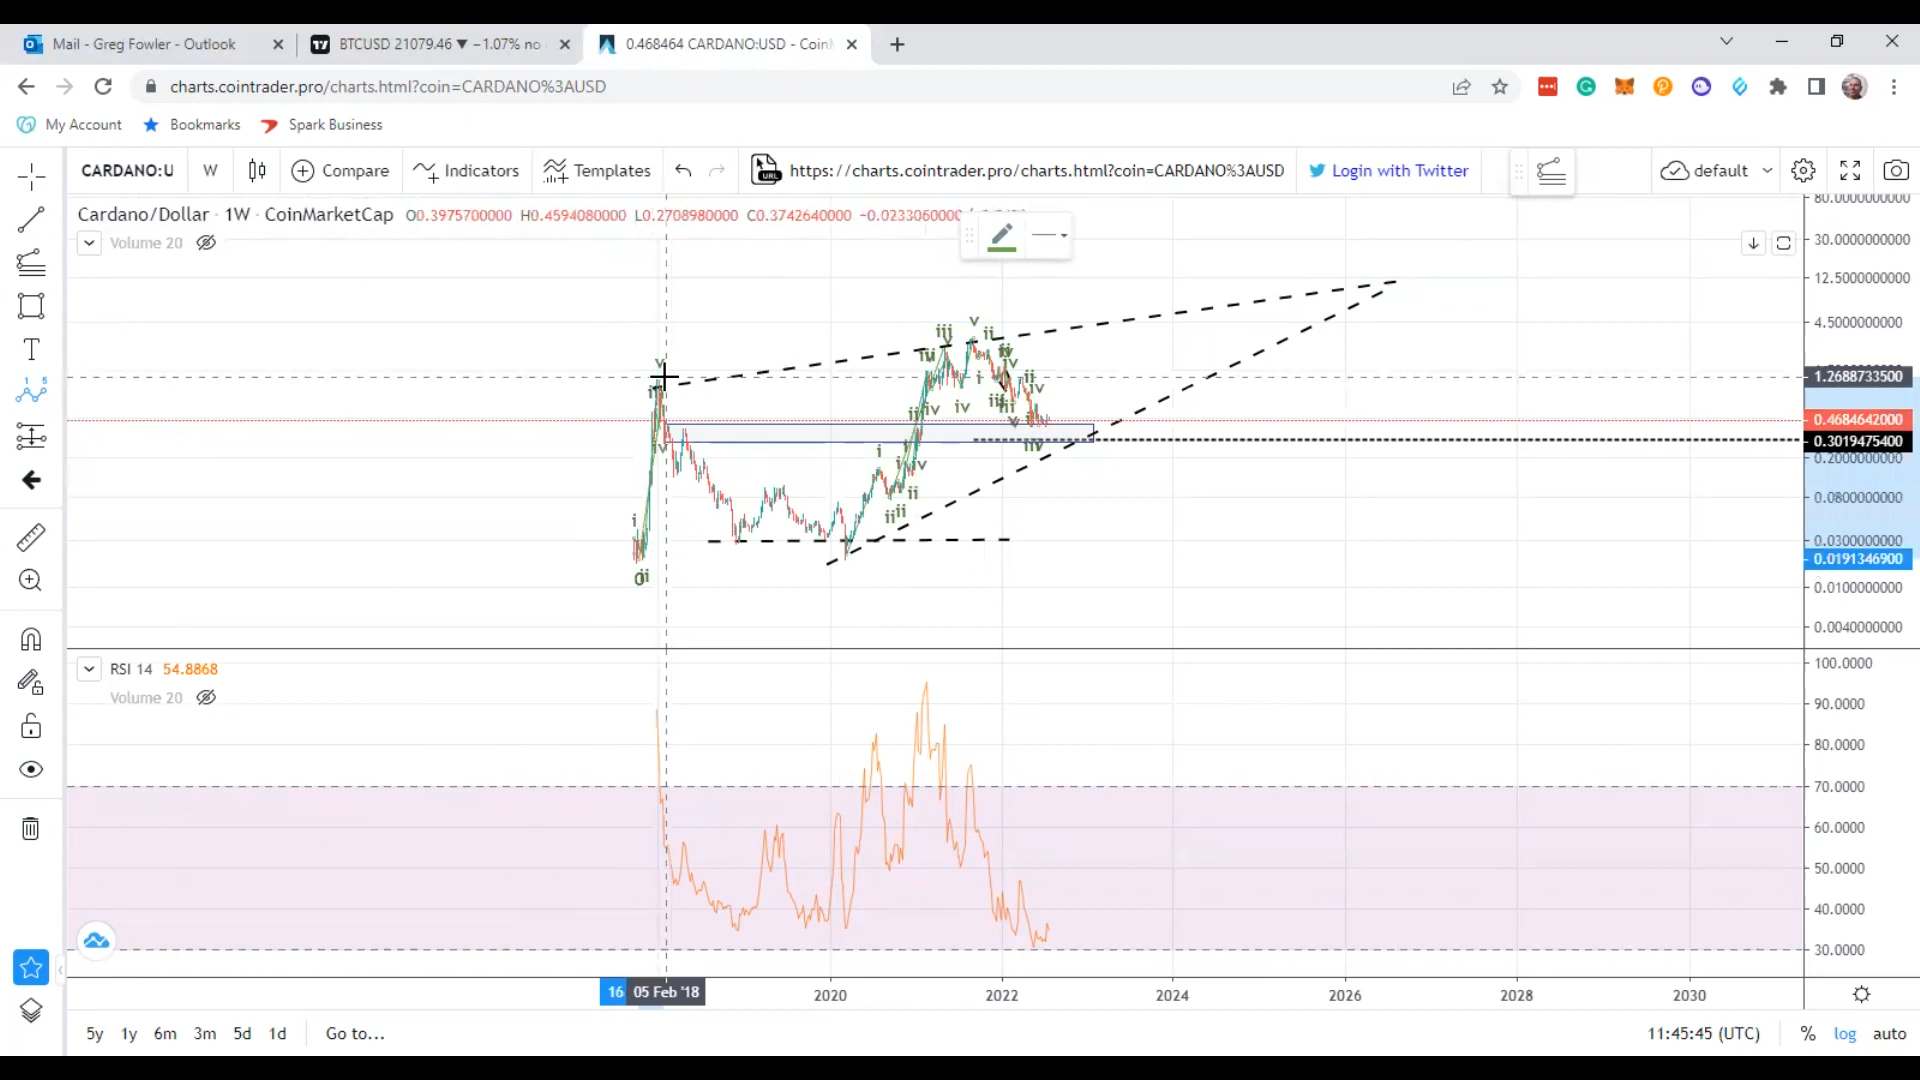 Mail - Greg Fowler - Outlook
BTCUSD 21079.46 ▼ −1.07% no
0.468464 CARDANO:USD - Coin
charts.cointrader.pro/charts.html?coin=CARDANO%3AUSD
My Account
Bookmarks
Spark Business
CARDANO:U
W
Compare
Indicators
Templates
URL
https://charts.cointrader.pro/charts.html?coin=CARDANO%3AUSD
Login with Twitter
default
Cardano/Dollar · 1W · CoinMarketCap O0.3975700000 H0.4594080000 L0.2708980000 C0.3742640000 −0.0233060000
Volume 20
80.0000000000
30.0000000000
12.5000000000
4.5000000000
1.2688733500
0.4684642000
0.3019475400
0.2000000000
0.0800000000
0.0300000000
0.0191346900
0.0100000000
0.0040000000
RSI 14 54.8868
Volume 20
100.0000
90.0000
80.0000
70.0000
60.0000
50.0000
40.0000
30.0000
16
05 Feb '18
2020
2022
2024
2026
2028
2030
5y
1y
6m
3m
5d
1d
Go to...
11:45:45 (UTC)
%
log
auto